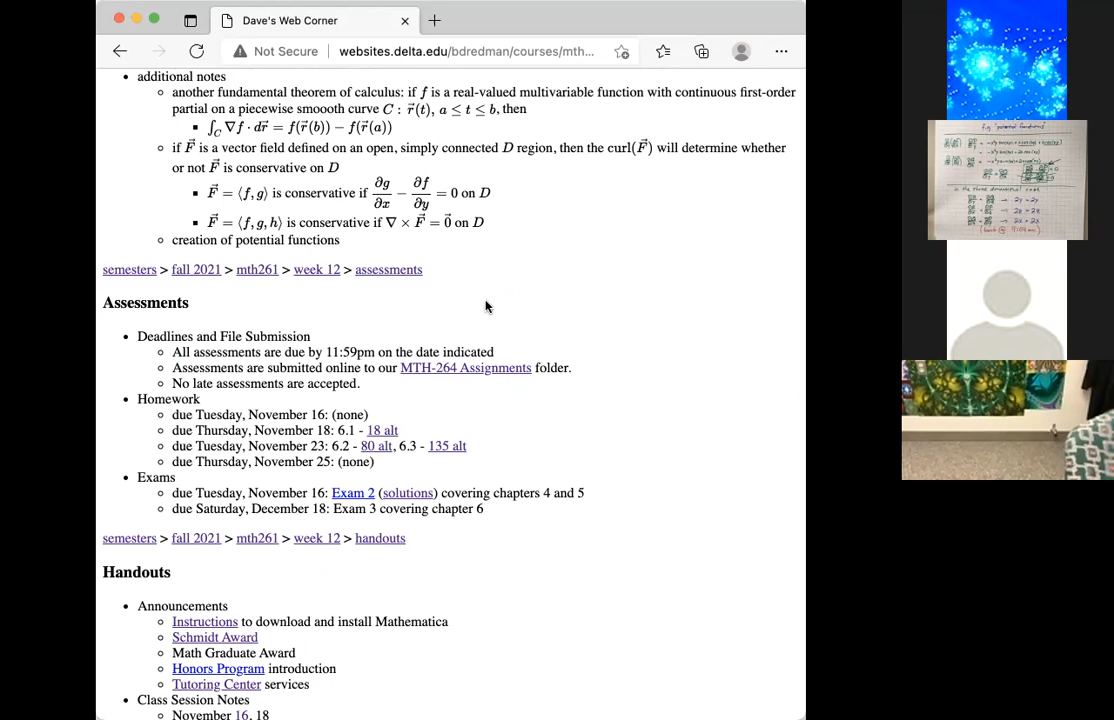 Dave's Web Corner
Not Secure websites.delta.edu/bdredman/courses/mth...
additional notes
another fundamental theorem of calculus: if f is a real-valued multivariable function with continuous first-order
partial on a piecewise smoooth curve C : r⃗(t), a ≤ t ≤ b, then
∫_C ∇f · dr⃗ = f(r⃗(b)) − f(r⃗(a))
if F⃗ is a vector field defined on an open, simply connected D region, then the curl(F⃗) will determine whether
or not F⃗ is conservative on D
F⃗ = ⟨f, g⟩ is conservative if ∂g/∂x − ∂f/∂y = 0 on D
F⃗ = ⟨f, g, h⟩ is conservative if ∇ × F⃗ = 0⃗ on D
creation of potential functions
semesters > fall 2021 > mth261 > week 12 > assessments
Assessments
Deadlines and File Submission
All assessments are due by 11:59pm on the date indicated
Assessments are submitted online to our MTH-264 Assignments folder.
No late assessments are accepted.
Homework
due Tuesday, November 16: (none)
due Thursday, November 18: 6.1 - 18 alt
due Tuesday, November 23: 6.2 - 80 alt, 6.3 - 135 alt
due Thursday, November 25: (none)
Exams
due Tuesday, November 16: Exam 2 (solutions) covering chapters 4 and 5
due Saturday, December 18: Exam 3 covering chapter 6
semesters > fall 2021 > mth261 > week 12 > handouts
Handouts
Announcements
Instructions to download and install Mathematica
Schmidt Award
Math Graduate Award
Honors Program introduction
Tutoring Center services
Class Session Notes
November 16, 18